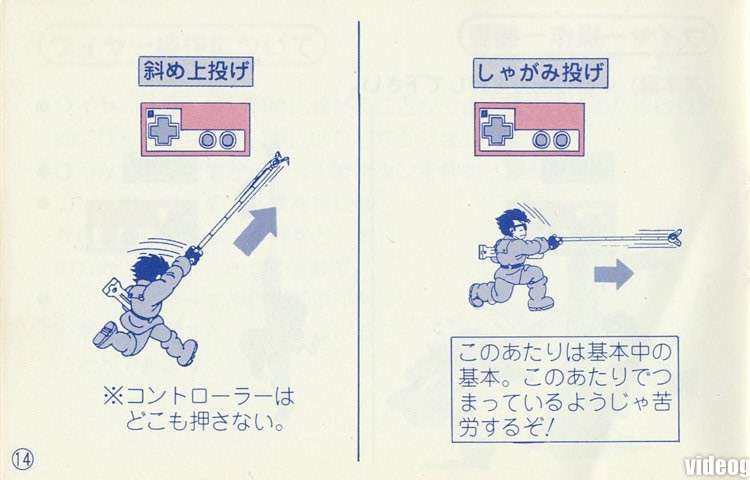 斜め上投げ
※コントローラーは
どこも押さない。
しゃがみ投げ
このあたりは基本中の
基本。このあたりでつ
まっているようじゃ苦
労するぞ!
14
videog